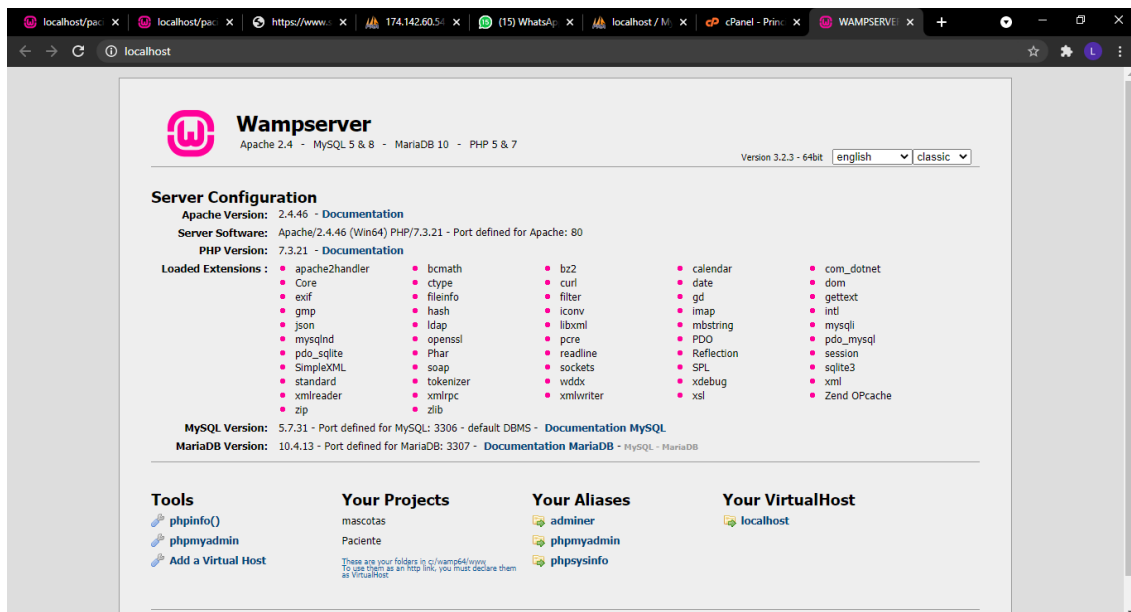 localhost/paci
localhost/paci
https://www.s
174.142.60.54
(15) WhatsAp
localhost / M
cPanel - Princ
WAMPSERVE
localhost
L
Wampserver
Apache 2.4 - MySQL 5 & 8 - MariaDB 10 - PHP 5 & 7
Version 3.2.3 - 64bit english classic
Server Configuration
Apache Version: 2.4.46 - Documentation
Server Software: Apache/2.4.46 (Win64) PHP/7.3.21 - Port defined for Apache: 80
PHP Version: 7.3.21 - Documentation
Loaded Extensions : apache2handler bcmath bz2 calendar com_dotnet
Core ctype curl date dom
exif fileinfo filter gd gettext
gmp hash iconv imap intl
json ldap libxml mbstring mysqli
mysqlnd openssl pcre PDO pdo_mysql
pdo_sqlite Phar readline Reflection session
SimpleXML soap sockets SPL sqlite3
standard tokenizer wddx xdebug xml
xmlreader xmlrpc xmlwriter xsl Zend OPcache
zip zlib
MySQL Version: 5.7.31 - Port defined for MySQL: 3306 - default DBMS - Documentation MySQL
MariaDB Version: 10.4.13 - Port defined for MariaDB: 3307 - Documentation MariaDB - MySQL - MariaDB
Tools
phpinfo()
phpmyadmin
Add a Virtual Host
Your Projects
mascotas
Paciente
These are your folders in c:/wamp64/www
To use them as an http link, you must declare them
as VirtualHost
Your Aliases
adminer
phpmyadmin
phpsysinfo
Your VirtualHost
localhost